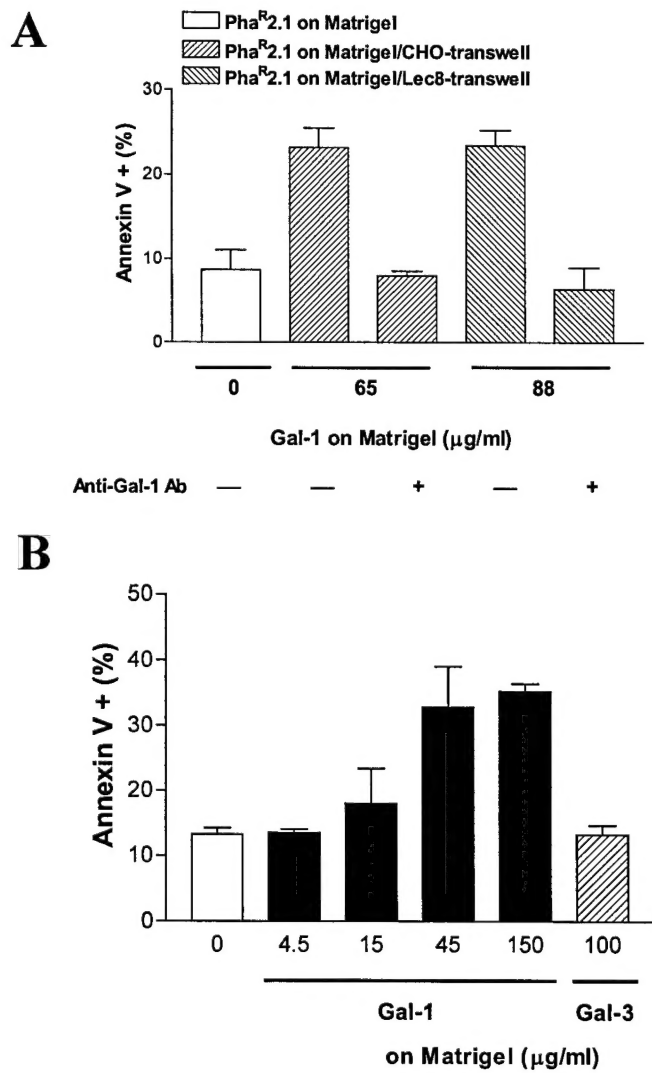 A
Pha^R2.1 on Matrigel
Pha^R2.1 on Matrigel/CHO-transwell
Pha^R2.1 on Matrigel/Lec8-transwell
Annexin V + (%)
30
20
10
0
0 65 88
Gal-1 on Matrigel (µg/ml)
Anti-Gal-1 Ab — — + — +
B
Annexin V + (%)
50
40
30
20
10
0
0 4.5 15 45 150 100
Gal-1 Gal-3
on Matrigel (µg/ml)